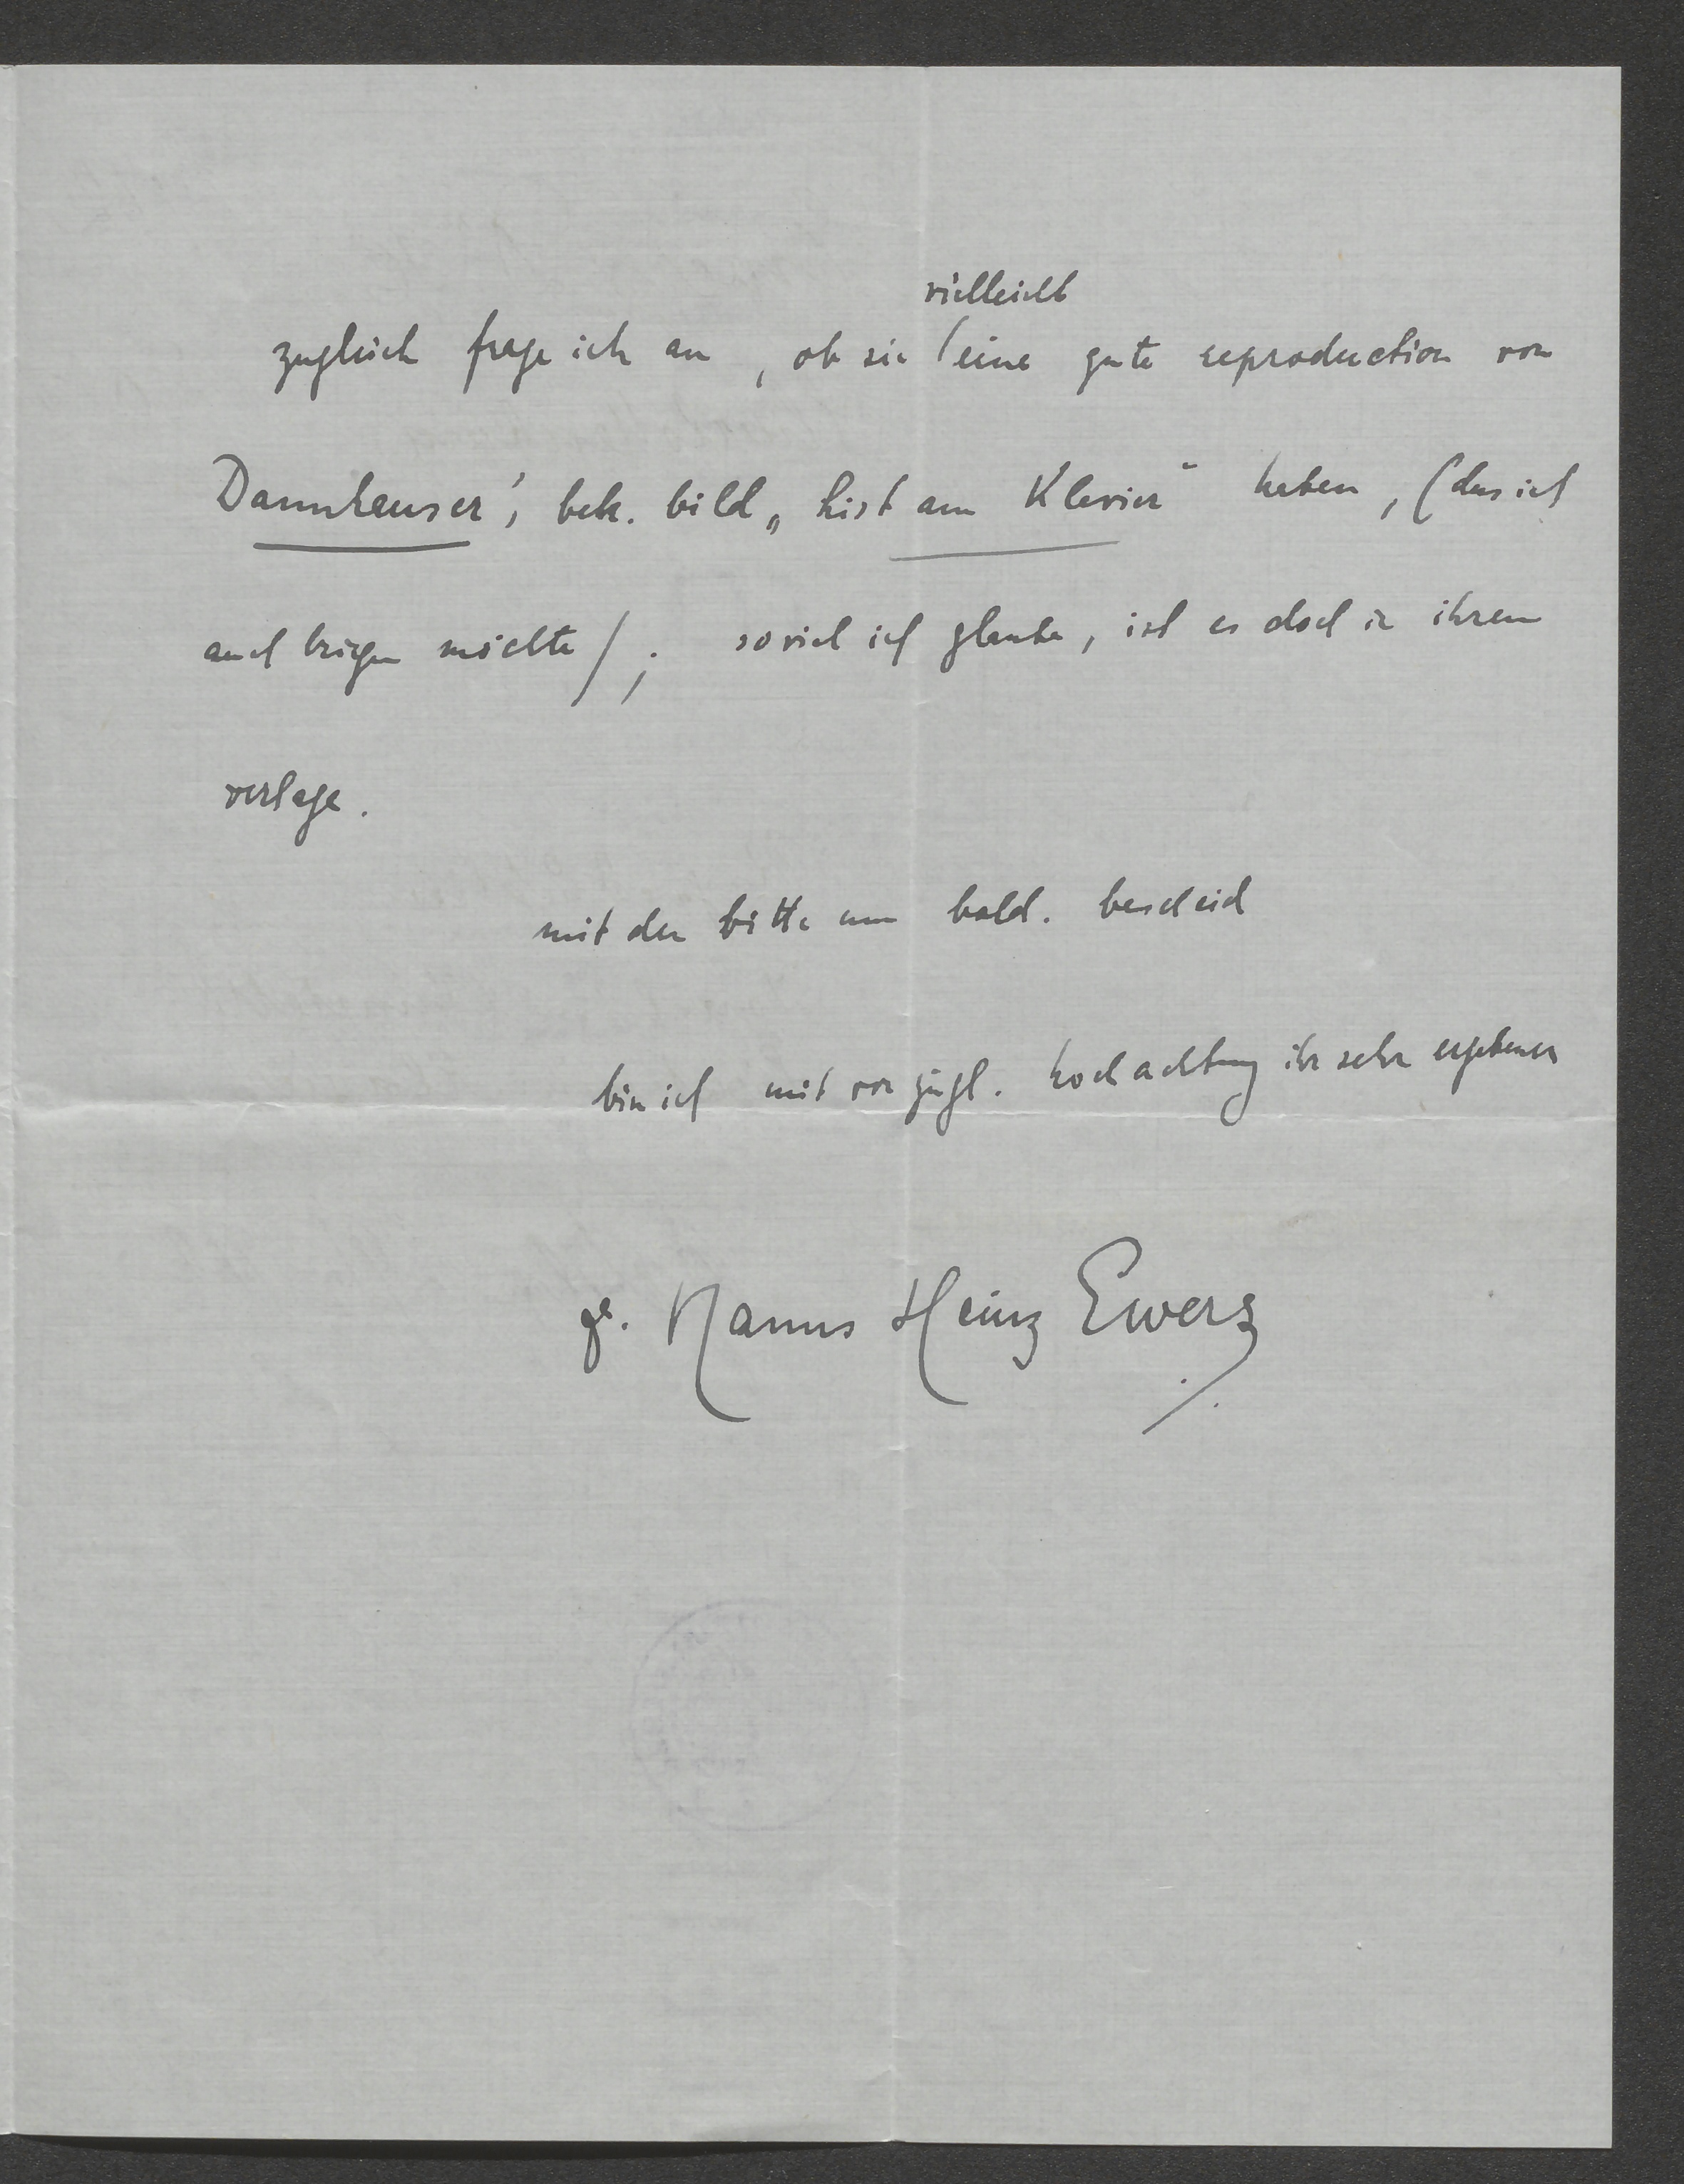 vielleicht
zugleich frage ich an, ob sie (eine gute reproduction von
Dannhauser's bek. bild „List am Klavier“ haben, (das ich
auch bringen möchte /; soviel ich glaube, ist es doch in ihrem
verlage.
mit der bitte um bald. bescheid
bin ich mit vorzügl. hochachtung ihr sehr ergebener
Hanns Heinz Ewers